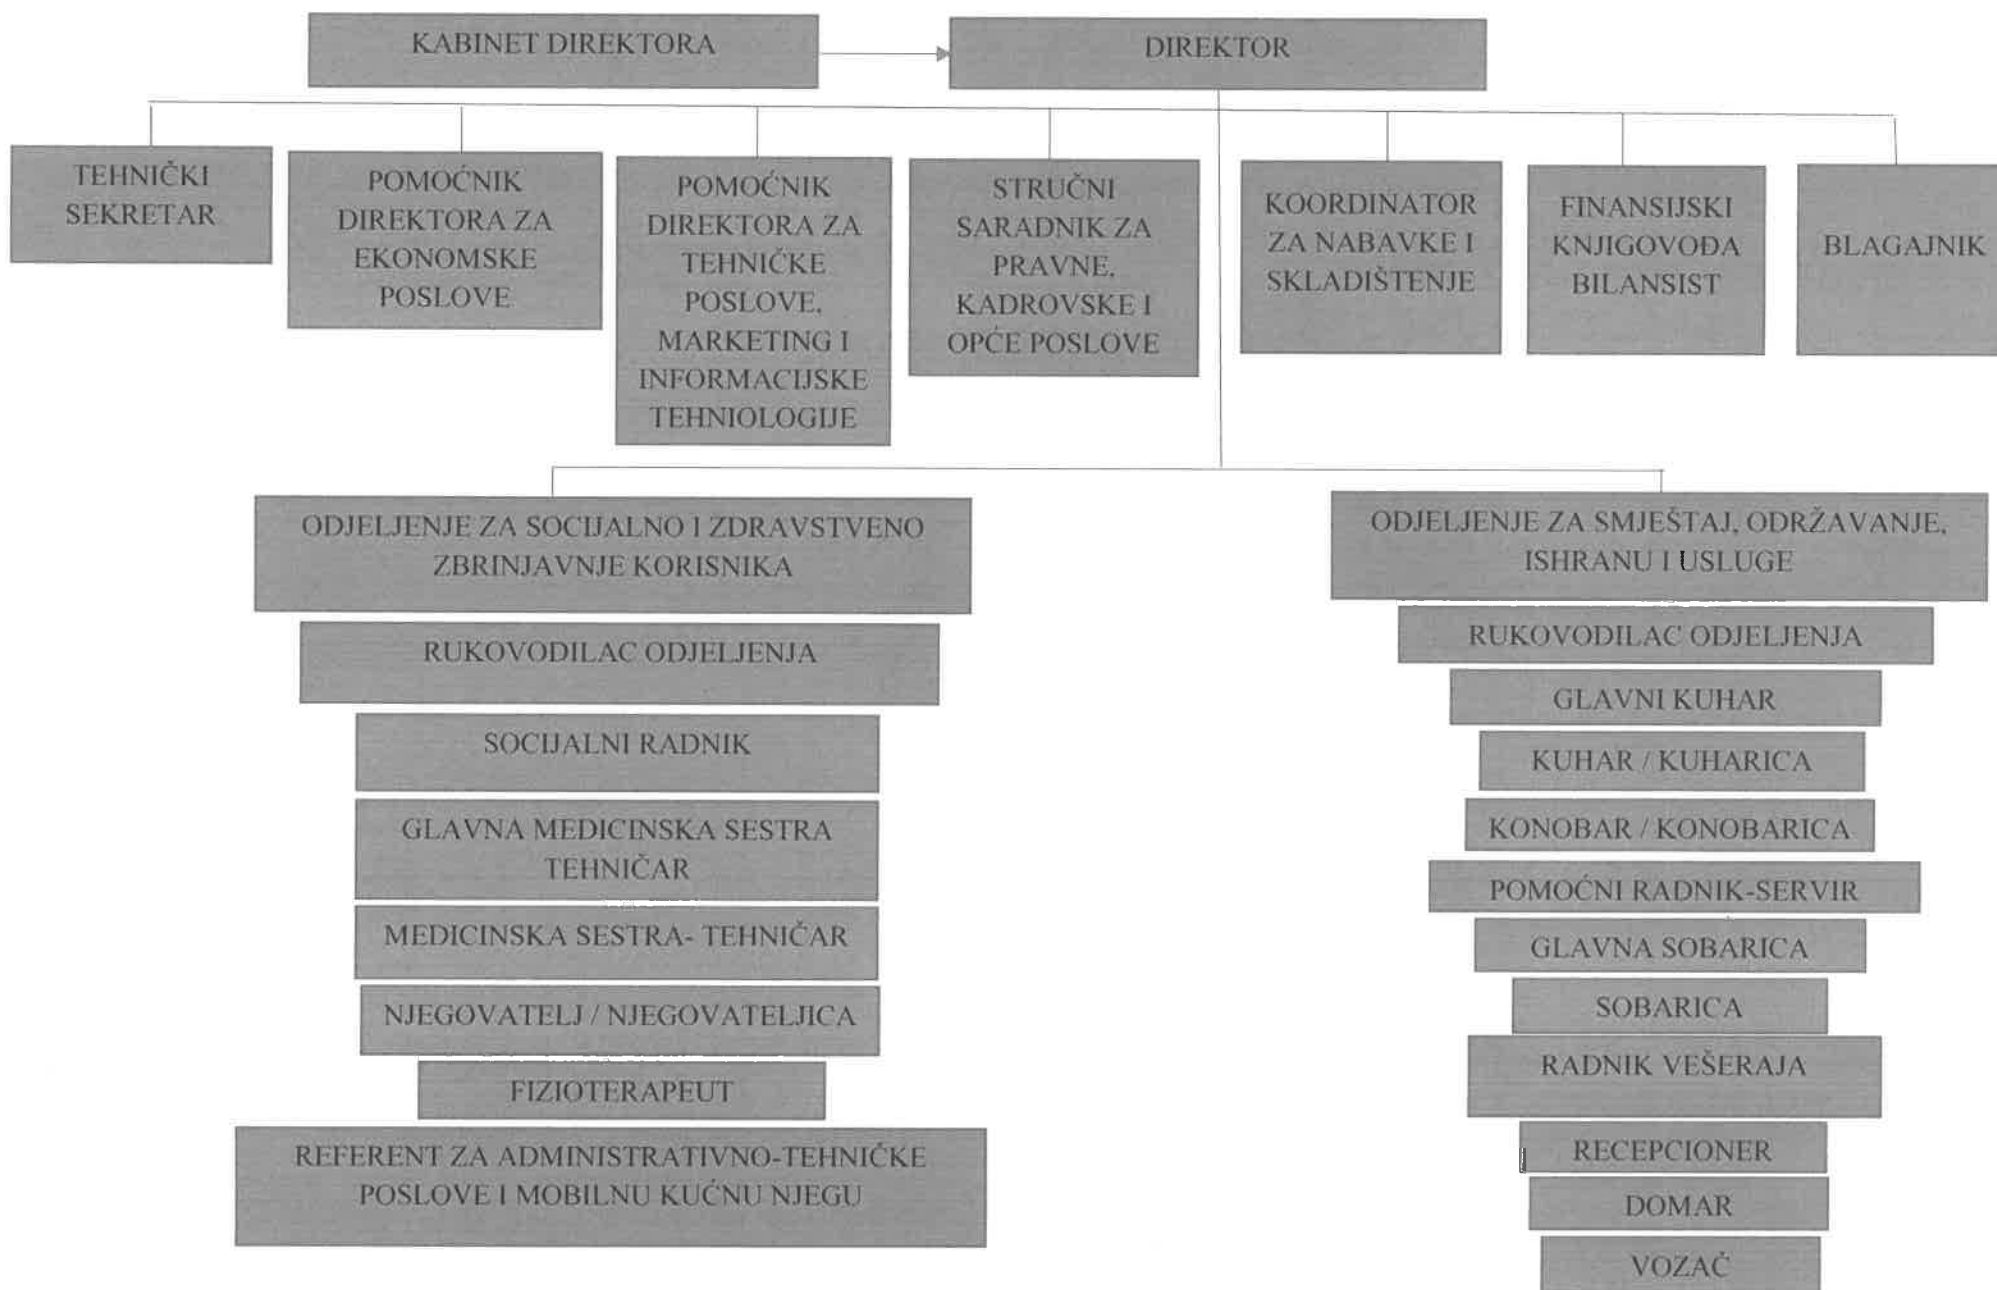 KABINET DIREKTORA
DIREKTOR
TEHNIČKI
SEKRETAR
POMOĆNIK
DIREKTORA ZA
EKONOMSKE
POSLOVE
POMOĆNIK
DIREKTORA ZA
TEHNIČKE
POSLOVE,
MARKETING I
INFORMACIJSKE
TEHNIOLOGIJE
STRUČNI
SARADNIK ZA
PRAVNE,
KADROVSKE I
OPĆE POSLOVE
KOORDINATOR
ZA NABAVKE I
SKLADIŠTENJE
FINANSIJSKI
KNJIGOVOĐA
BILANSIST
BLAGAJNIK
ODJELJENJE ZA SOCIJALNO I ZDRAVSTVENO
ZBRINJAVNJE KORISNIKA
RUKOVODILAC ODJELJENJA
SOCIJALNI RADNIK
GLAVNA MEDICINSKA SESTRA
TEHNIČAR
MEDICINSKA SESTRA- TEHNIČAR
NJEGOVATELJ / NJEGOVATELJICA
FIZIOTERAPEUT
REFERENT ZA ADMINISTRATIVNO-TEHNIČKE
POSLOVE I MOBILNU KUĆNU NJEGU
ODJELJENJE ZA SMJEŠTAJ, ODRŽAVANJE,
ISHRANU I USLUGE
RUKOVODILAC ODJELJENJA
GLAVNI KUHAR
KUHAR / KUHARICA
KONOBAR / KONOBARICA
POMOĆNI RADNIK-SERVIR
GLAVNA SOBARICA
SOBARICA
RADNIK VEŠERAJA
RECEPCIONER
DOMAR
VOZAČ